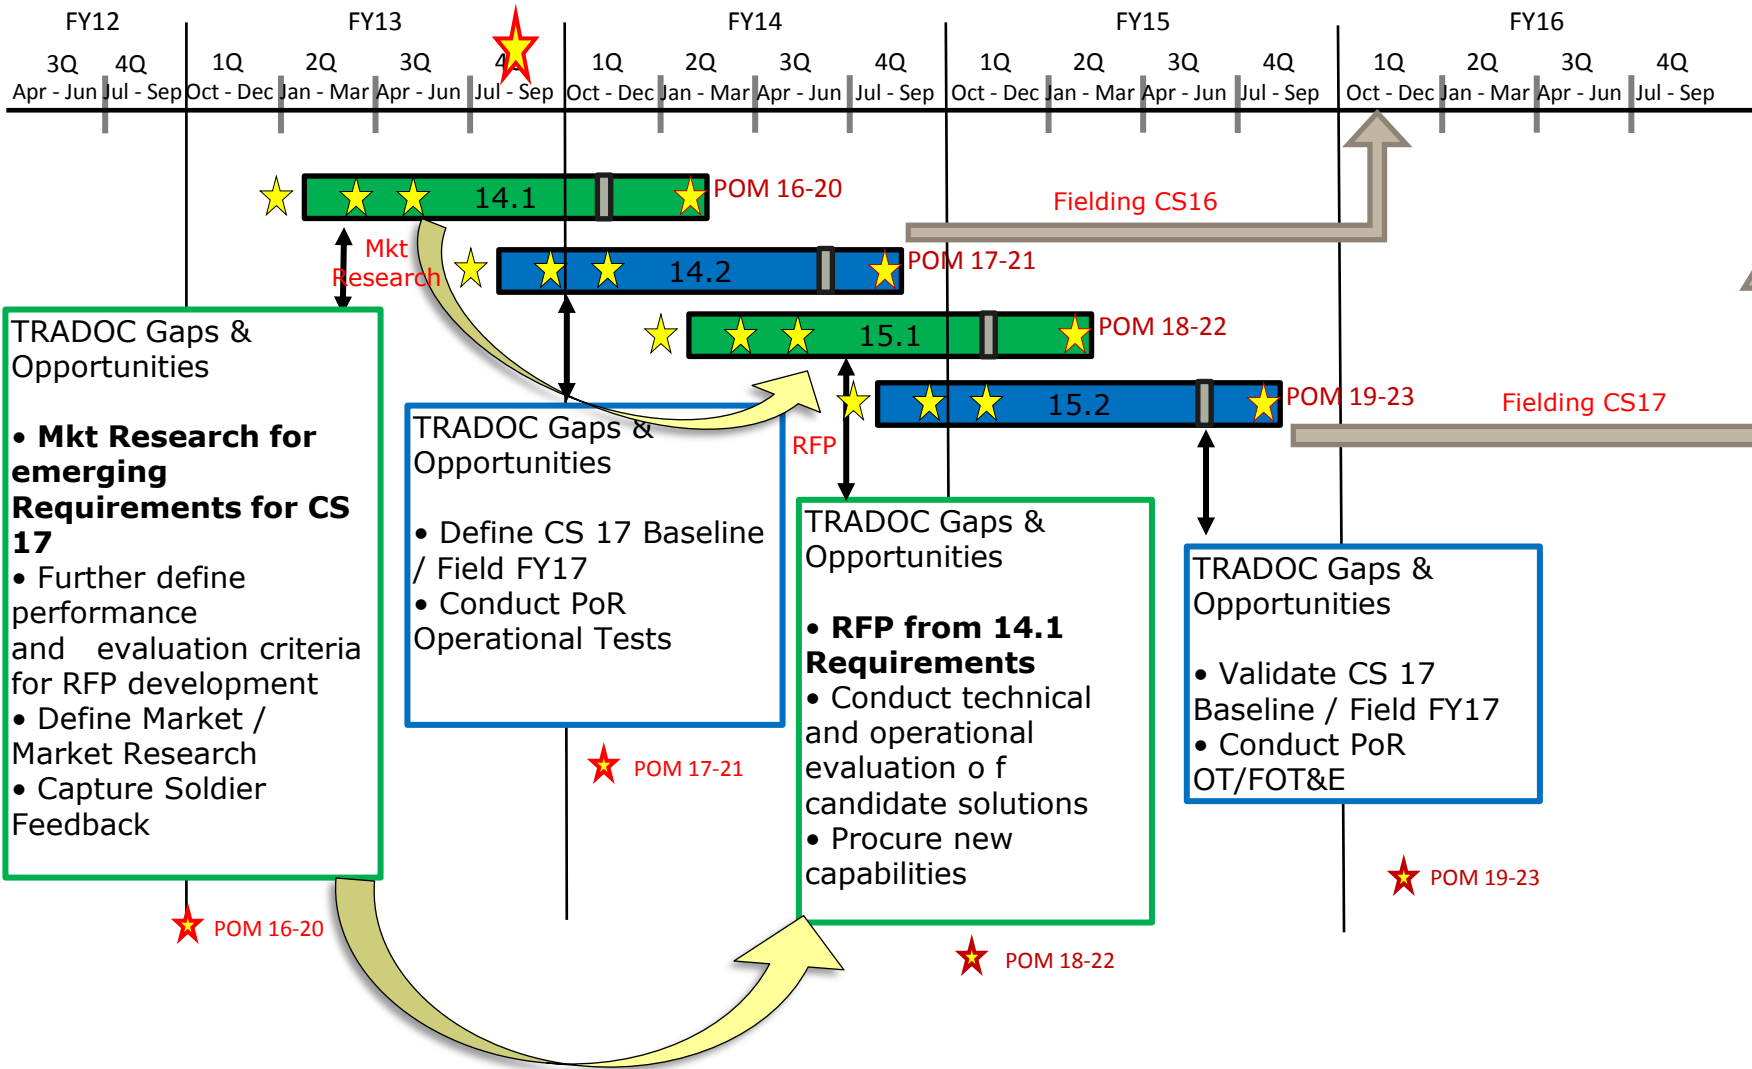 FY12
FY13
FY14
FY15
FY16
3Q
4Q
1Q
2Q
3Q
1Q
2Q
3Q
4Q
1Q
2Q
3Q
4Q
1Q
2Q
3Q
4Q
Apr - Jun
Jul - Sep
Oct - Dec
Jan - Mar
Apr - Jun
Jul - Sep
Oct - Dec
Jan - Mar
Apr - Jun
Jul - Sep
Oct - Dec
Jan - Mar
Apr - Jun
Jul - Sep
Oct - Dec
Jan - Mar
Apr - Jun
Jul - Sep
14.1
POM 16-20
Fielding CS16
Mkt
Research
14.2
POM 17-21
15.1
POM 18-22
15.2
POM 19-23
Fielding CS17
RFP
TRADOC Gaps &
Opportunities
• Mkt Research for
emerging
Requirements for CS
17
• Further define
performance
and evaluation criteria
for RFP development
• Define Market /
Market Research
• Capture Soldier
Feedback
POM 16-20
TRADOC Gaps &
Opportunities
• Define CS 17 Baseline
/ Field FY17
• Conduct PoR
Operational Tests
POM 17-21
TRADOC Gaps &
Opportunities
• RFP from 14.1
Requirements
• Conduct technical
and operational
evaluation o f
candidate solutions
• Procure new
capabilities
POM 18-22
TRADOC Gaps &
Opportunities
• Validate CS 17
Baseline / Field FY17
• Conduct PoR
OT/FOT&E
POM 19-23